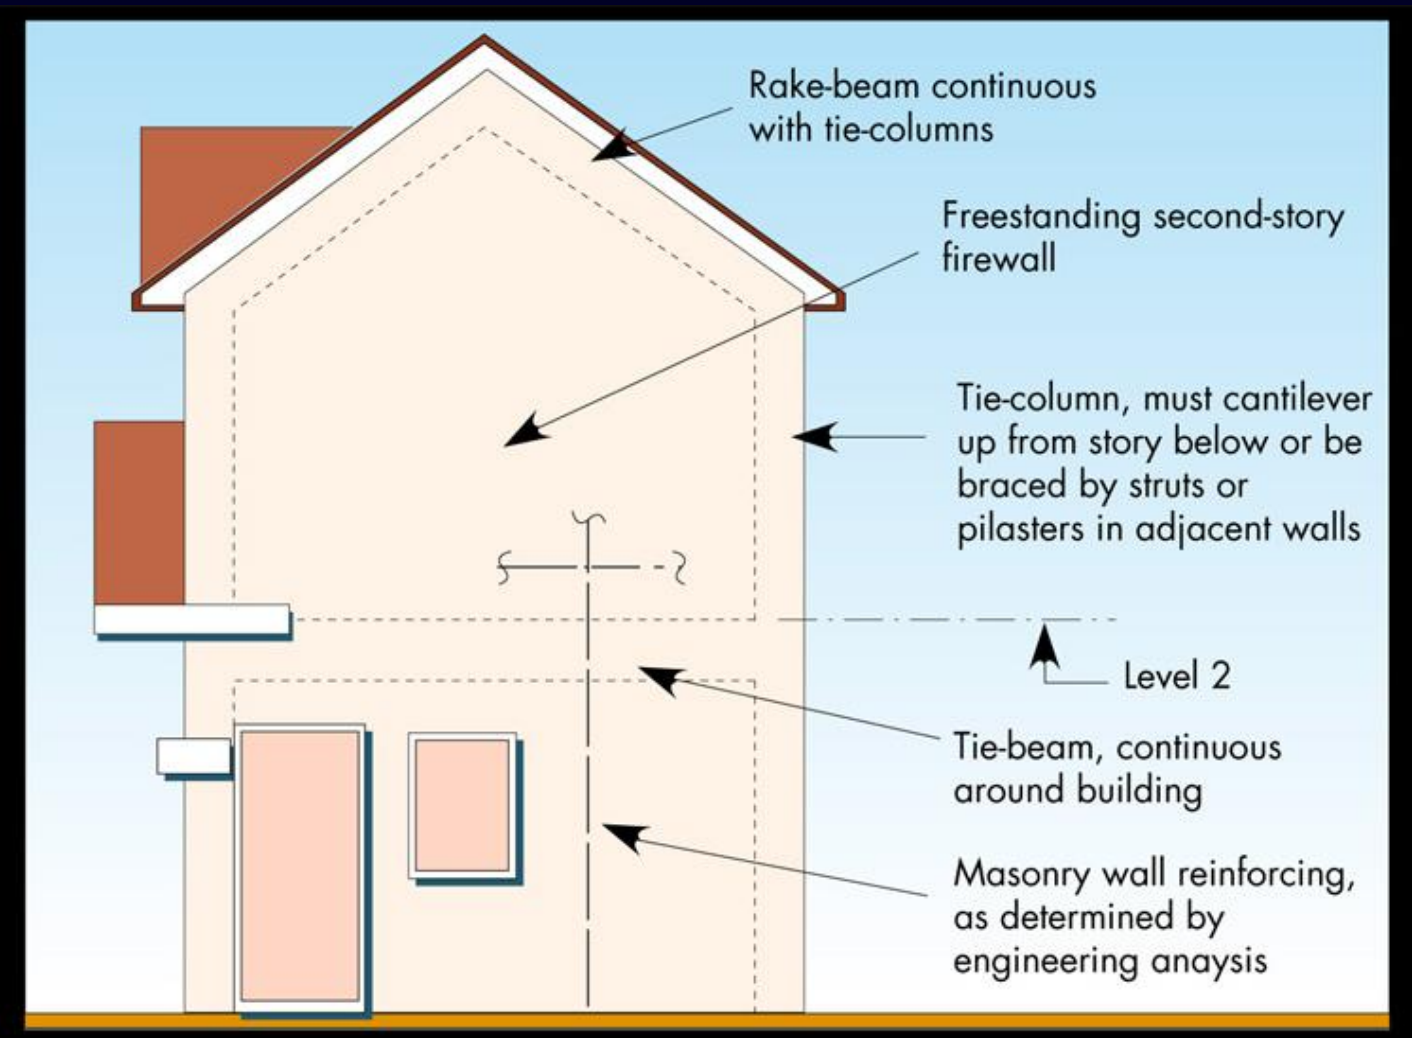 Rake-beam continuous
with tie-columns
Freestanding second-story
firewall
Tie-column, must cantilever
up from story below or be
braced by struts or
pilasters in adjacent walls
Level 2
Tie-beam, continuous
around building
Masonry wall reinforcing,
as determined by
engineering anaysis